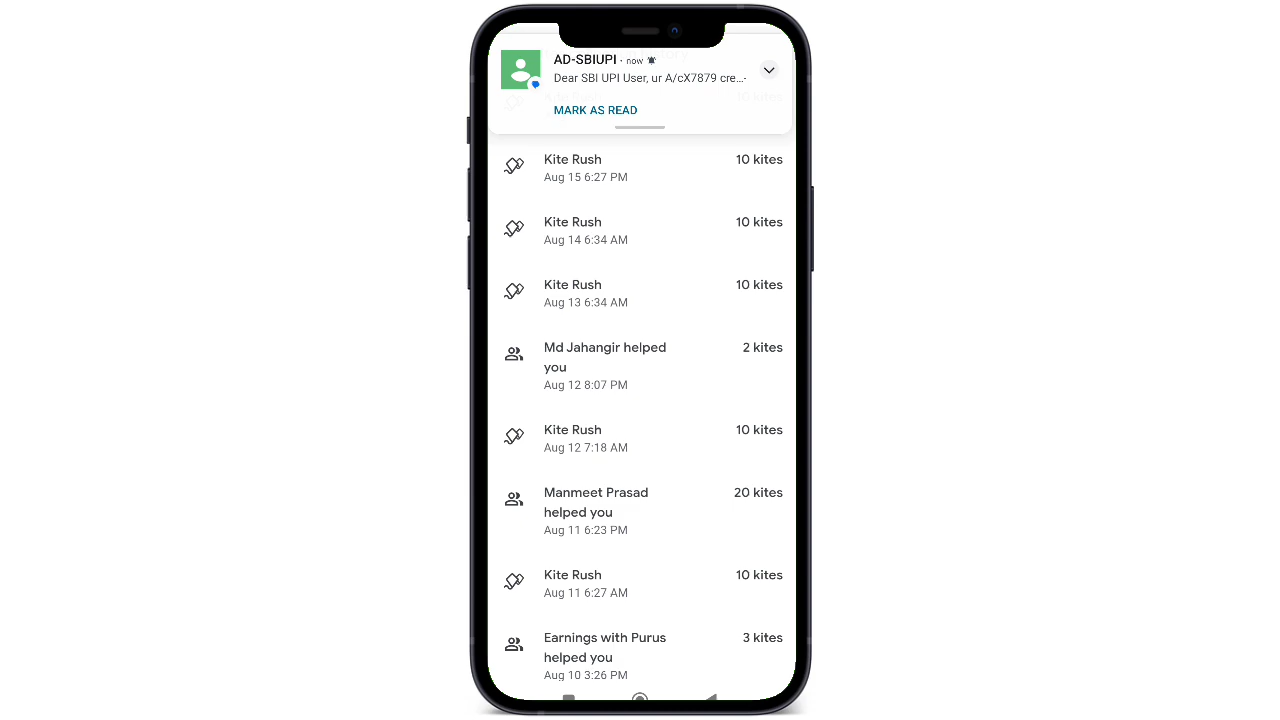 AD-SBIUPI · now
Dear SBI UPI User, ur A/cX7879 cre...
MARK AS READ
10 kites
Kite Rush 10 kites
Aug 15 6:27 PM
Kite Rush 10 kites
Aug 14 6:34 AM
Kite Rush 10 kites
Aug 13 6:34 AM
Md Jahangir helped 2 kites
you
Aug 12 8:07 PM
Kite Rush 10 kites
Aug 12 7:18 AM
Manmeet Prasad 20 kites
helped you
Aug 11 6:23 PM
Kite Rush 10 kites
Aug 11 6:27 AM
Earnings with Purus 3 kites
helped you
Aug 10 3:26 PM